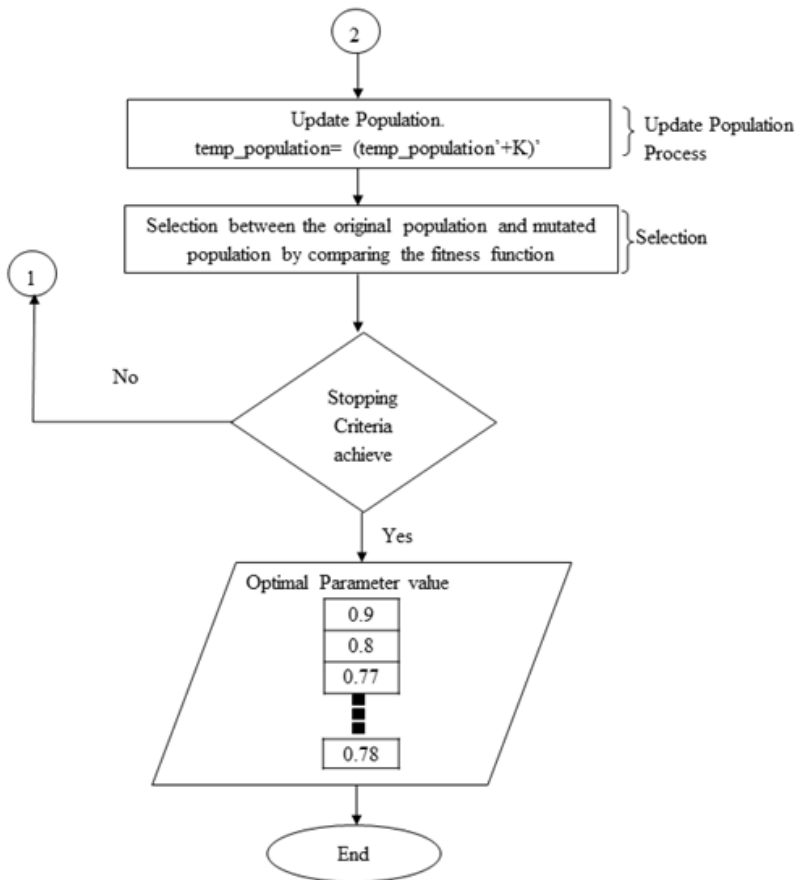 2
Update Population.
temp_population= (temp_population'+K)'
Update Population
Process
Selection between the original population and mutated
population by comparing the fitness function
Selection
1
No
Stopping
Criteria
achieve
Yes
Optimal Parameter value
0.9
0.8
0.77
0.78
End